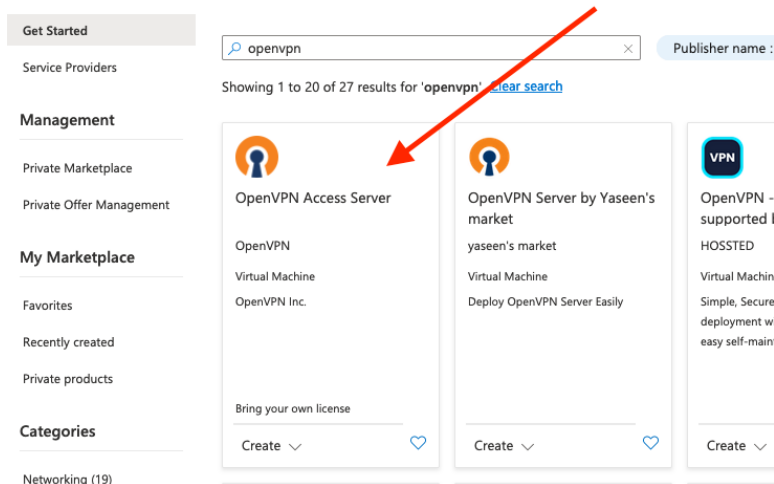 Get Started
Service Providers
Management
Private Marketplace
Private Offer Management
My Marketplace
Favorites
Recently created
Private products
Categories
Networking (19)
openvpn
Publisher name :
Showing 1 to 20 of 27 results for 'openvpn'. Clear search
OpenVPN Access Server
OpenVPN
Virtual Machine
OpenVPN Inc.
Bring your own license
Create
OpenVPN Server by Yaseen's
market
yaseen's market
Virtual Machine
Deploy OpenVPN Server Easily
Create
VPN
OpenVPN -
supported
HOSSTED
Virtual Machin
Simple, Secure
deployment w
easy self-main
Create